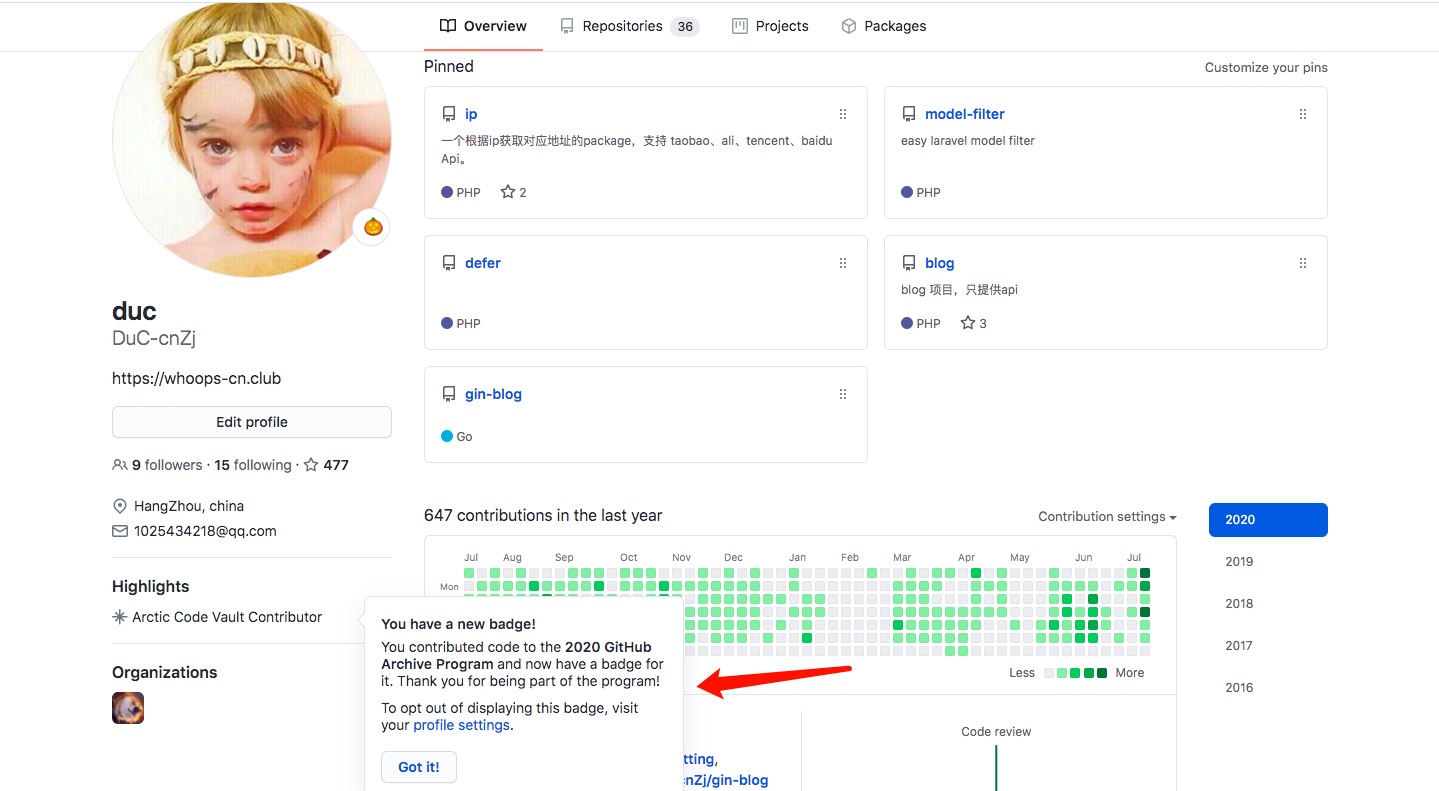 Overview
Repositories 36
Projects
Packages
duc
DuC-cnZj
https://whoops-cn.club
Edit profile
9 followers · 15 following · 477
HangZhou, china
1025434218@qq.com
Highlights
Arctic Code Vault Contributor
Organizations
Pinned
Customize your pins
ip
一个根据ip获取对应地址的package，支持 taobao、ali、tencent、baidu
Api。
PHP 2
model-filter
easy laravel model filter
PHP
defer
PHP
blog
blog 项目，只提供api
PHP 3
gin-blog
Go
647 contributions in the last year
Contribution settings
2020
2019
2018
2017
2016
Jul Aug Sep Oct Nov Dec Jan Feb Mar Apr May Jun Jul
Mon
Less More
You have a new badge!
You contributed code to the 2020 GitHub
Archive Program and now have a badge for
it. Thank you for being part of the program!
To opt out of displaying this badge, visit
your profile settings.
Got it!
Code review